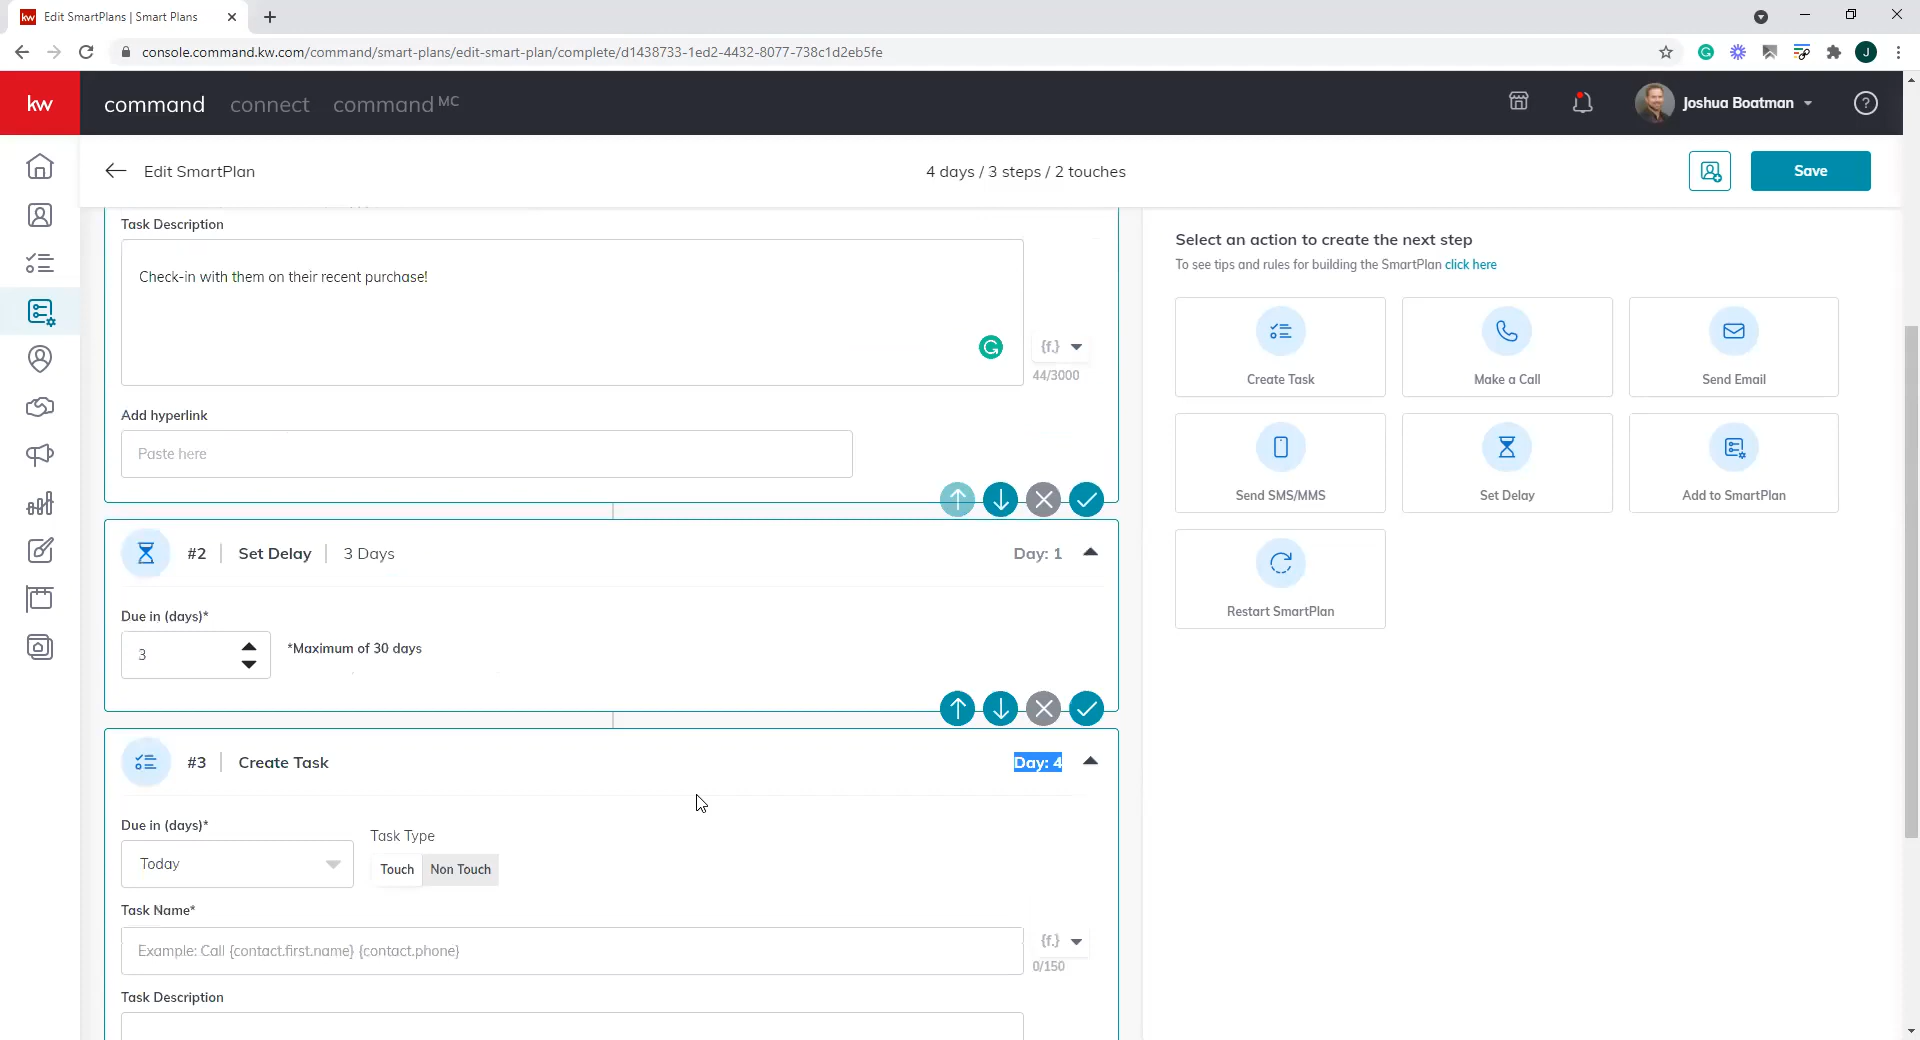 kw
Edit SmartPlans | Smart Plans
console.command.kw.com/command/smart-plans/edit-smart-plan/complete/d1438733-1ed2-4432-8077-738c1d2eb5fe
J
kw
command
connect
command MC
Joshua Boatman
?
Edit SmartPlan
4 days / 3 steps / 2 touches
Save
Task Description
Check-in with them on their recent purchase!
{f.}
44/3000
Add hyperlink
Paste here
#2
Set Delay
3 Days
Day: 1
Due in (days)*
3
*Maximum of 30 days
#3
Create Task
Day: 4
Due in (days)*
Today
Task Type
Touch
Non Touch
Task Name*
Example: Call {contact.first.name} {contact.phone}
{f.}
0/150
Task Description
Select an action to create the next step
To see tips and rules for building the SmartPlan click here
Create Task
Make a Call
Send Email
Send SMS/MMS
Set Delay
Add to SmartPlan
Restart SmartPlan